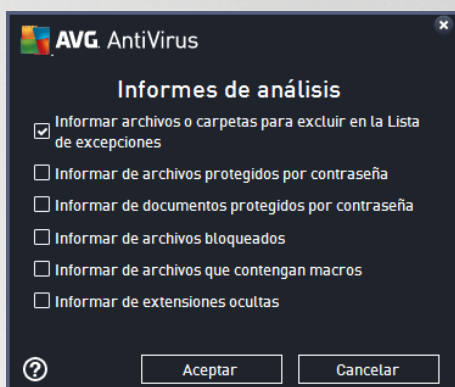 AVG. AntiVirus
Informes de análisis
Informar archivos o carpetas para excluir en la Lista
de excepciones
Informar de archivos protegidos por contraseña
Informar de documentos protegidos por contraseña
Informar de archivos bloqueados
Informar de archivos que contengan macros
Informar de extensiones ocultas
? Aceptar Cancelar